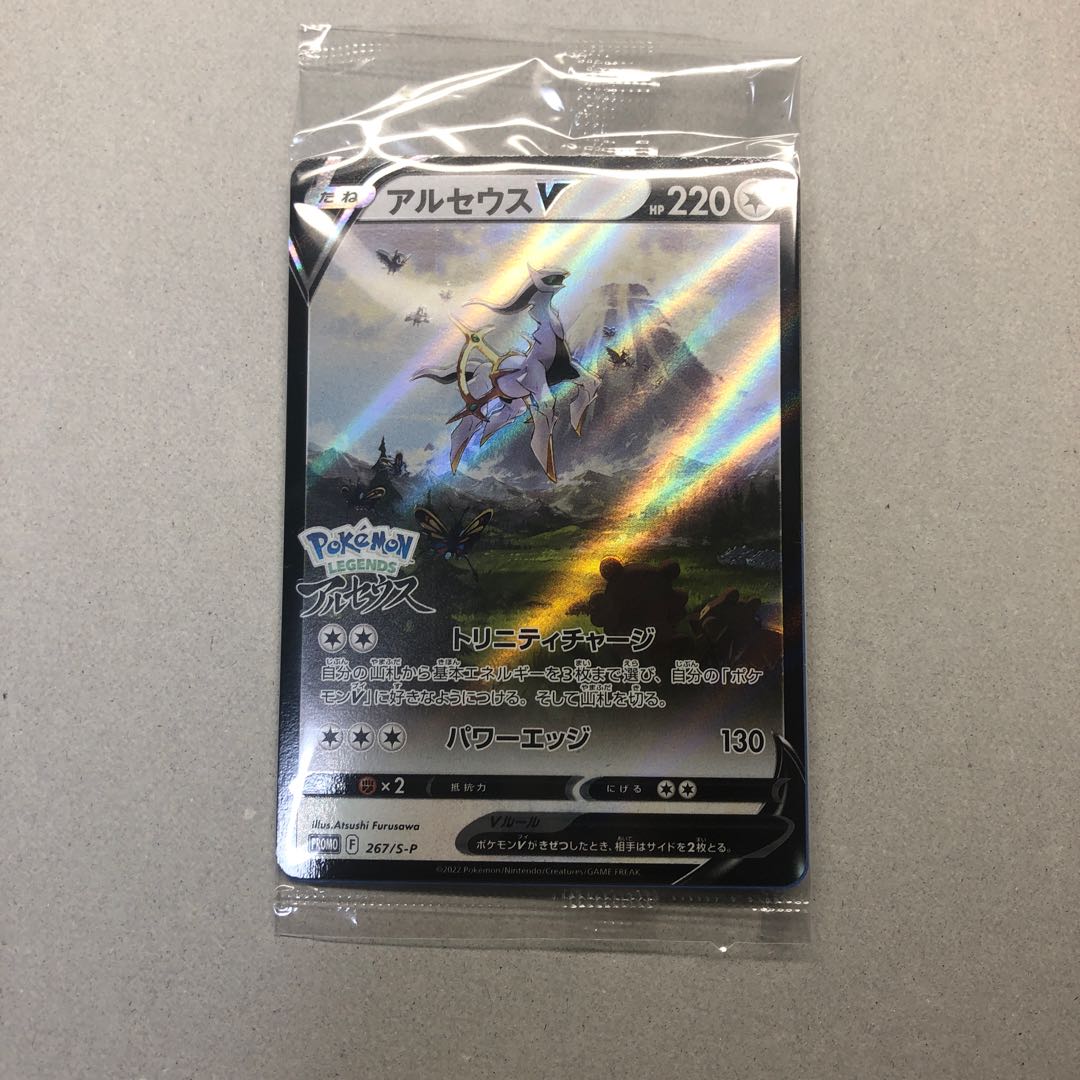 たね アルセウスV HP 220
POKéMON
LEGENDS
アルセウス
トリニティチャージ
自分の山札から基本エネルギーを3枚まで選び、自分の「ポケ
モンV」に好きなようにつける。そして山札を切る。
パワーエッジ 130
×2 抵抗力 にげる
illus.Atsushi Furusawa
Vルール
PROMO F 267/S-P
ポケモンVがきぜつしたとき、相手はサイドを2枚とる。
©2022 Pokémon/Nintendo/Creatures/GAME FREAK